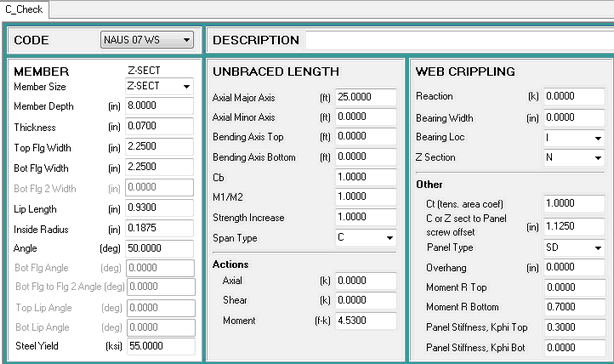 C_Check
CODE NAUS 07 WS DESCRIPTION
MEMBER Z-SECT
Member Size Z-SECT
Member Depth (in) 8.0000
Thickness (in) 0.0700
Top Flg Width (in) 2.2500
Bot Flg Width (in) 2.2500
Bot Flg 2 Width (in) 0.0000
Lip Length (in) 0.9300
Inside Radius (in) 0.1875
Angle (deg) 50.0000
Bot Flg Angle (deg) 0.0000
Bot Flg to Flg 2 Angle (deg) 0.0000
Top Lip Angle (deg) 0.0000
Bot Lip Angle (deg) 0.0000
Steel Yield (ksi) 55.0000
UNBRACED LENGTH
Axial Major Axis (ft) 25.0000
Axial Minor Axis (ft) 0.0000
Bending Axis Top (ft) 0.0000
Bending Axis Bottom (ft) 0.0000
Cb 1.0000
M1/M2 1.0000
Strength Increase 1.0000
Span Type C
Actions
Axial (k) 0.0000
Shear (k) 0.0000
Moment (f-k) 4.5300
WEB CRIPPLING
Reaction (k) 0.0000
Bearing Width (in) 0.0000
Bearing Loc I
Z Section N
Other
Ct (tens. area coef) 1.0000
C or Z sect to Panel
screw offset (in) 1.1250
Panel Type SD
Overhang (in) 0.0000
Moment R Top 0.0000
Moment R Bottom 0.7000
Panel Stiffness, Kphi Top 0.3000
Panel Stiffness, Kphi Bot 0.0000